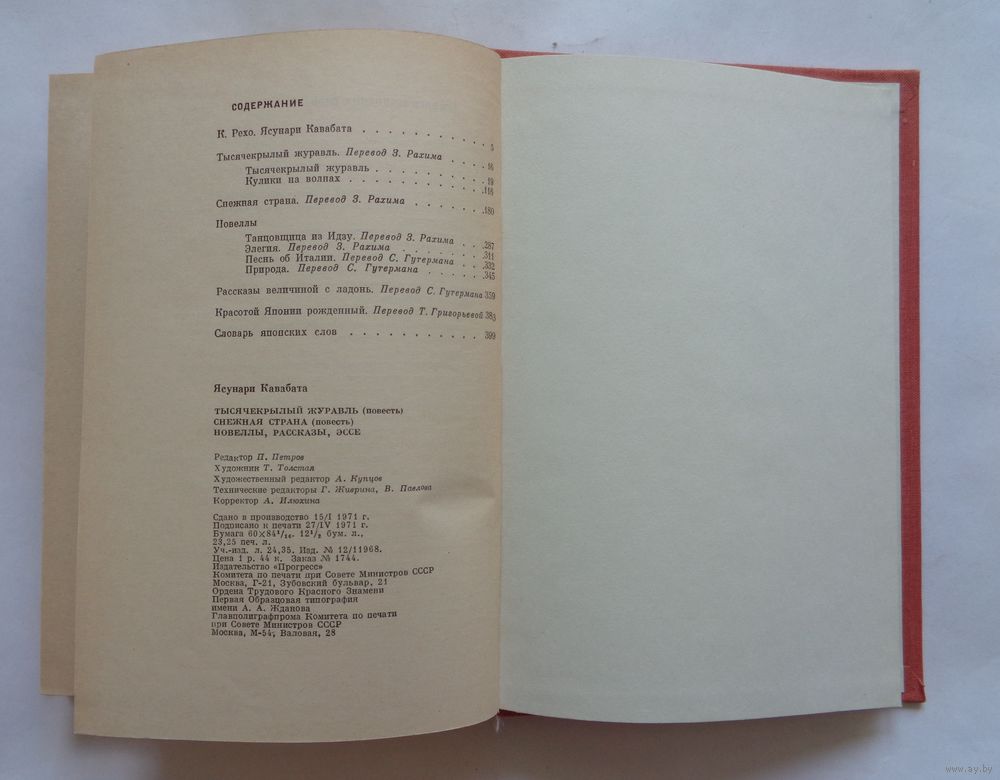 СОДЕРЖАНИЕ
К. Рехо. Ясунари Кавабата . . . . . . . . . . . 5
Тысячекрылый журавль. Перевод З. Рахима . . . . 16
Тысячекрылый журавль . . . . . . . . . . 19
Кулики на волнах . . . . . . . . . . . . .118
Снежная страна. Перевод З. Рахима . . . . . . .180
Новеллы
Танцовщица из Идзу. Перевод З. Рахима . . .287
Элегия. Перевод З. Рахима . . . . . . .311
Песнь об Италии. Перевод С. Гутермана . . .332
Природа. Перевод С. Гутермана . . . . . .345
Рассказы величиной с ладонь. Перевод С. Гутермана 359
Красотой Японии рожденный. Перевод Т. Григорьевой 383
Словарь японских слов . . . . . . . . . . . 399
Ясунари Кавабата
ТЫСЯЧЕКРЫЛЫЙ ЖУРАВЛЬ (повесть)
СНЕЖНАЯ СТРАНА (повесть)
НОВЕЛЛЫ, РАССКАЗЫ, ЭССЕ
Редактор П. Петров
Художник Т. Толстая
Художественный редактор А. Купцов
Технические редакторы Г. Живрина, В. Павлова
Корректор А. Илюхина
Сдано в производство 15/I 1971 г.
Подписано к печати 27/IV 1971 г.
Бумага 60×84¹/₁₆. 12¹/₂ бум. л.,
23,25 печ. л.
Уч.-изд. л. 24,35. Изд. № 12/11968.
Цена 1 р. 44 к. Заказ № 1744.
Издательство «Прогресс»
Комитета по печати при Совете Министров СССР
Москва, Г-21, Зубовский бульвар, 21
Ордена Трудового Красного Знамени
Первая Образцовая типография
имени А. А. Жданова
Главполиграфпрома Комитета по печати
при Совете Министров СССР
Москва, М-54, Валовая, 28
www.ay.by